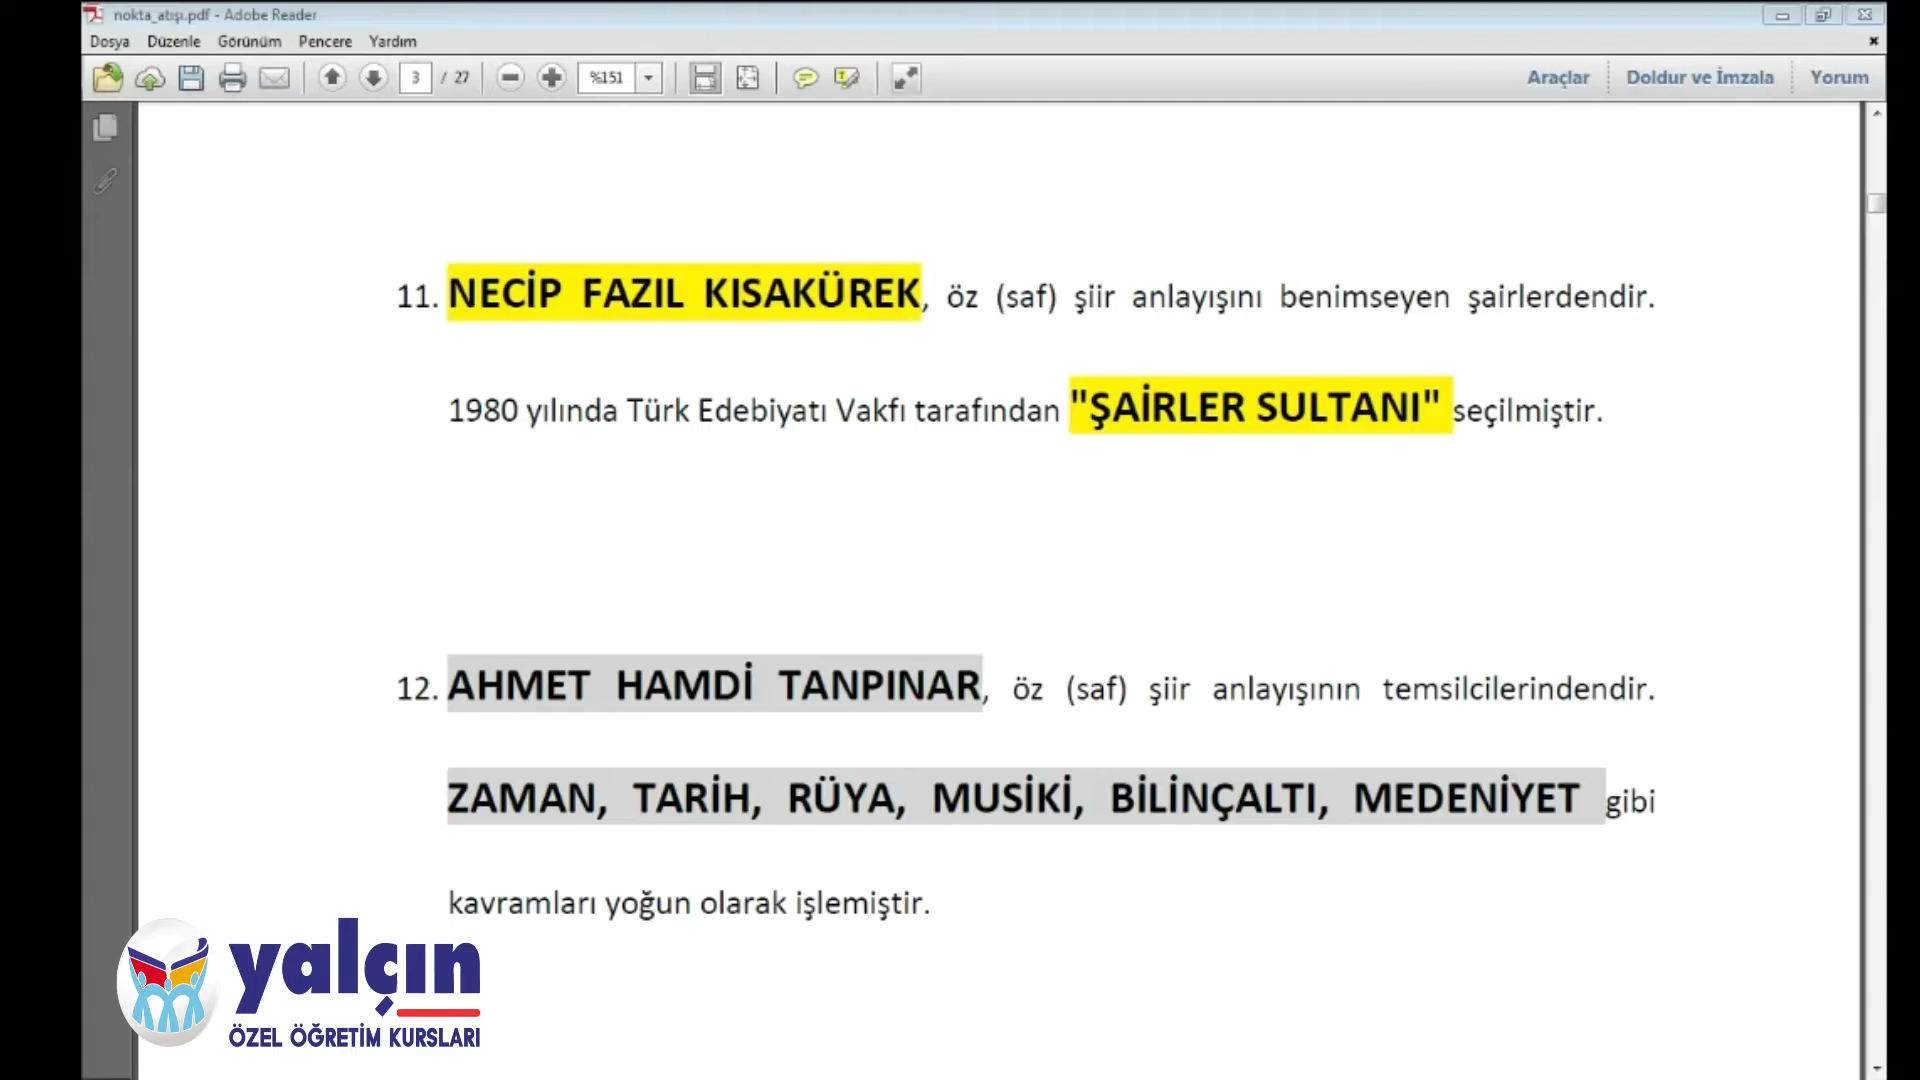 nokta_atışı.pdf - Adobe Reader
Dosya Düzenle Görünüm Pencere Yardım
3 / 27 %151 Araçlar Doldur ve İmzala Yorum
11. NECİP FAZIL KISAKÜREK, öz (saf) şiir anlayışını benimseyen şairlerdendir.
1980 yılında Türk Edebiyatı Vakfı tarafından "ŞAİRLER SULTANI" seçilmiştir.
12. AHMET HAMDİ TANPINAR, öz (saf) şiir anlayışının temsilcilerindendir.
ZAMAN, TARİH, RÜYA, MUSİKİ, BİLİNÇALTI, MEDENİYET gibi
kavramları yoğun olarak işlemiştir.
yalçın
ÖZEL ÖĞRETİM KURSLARI